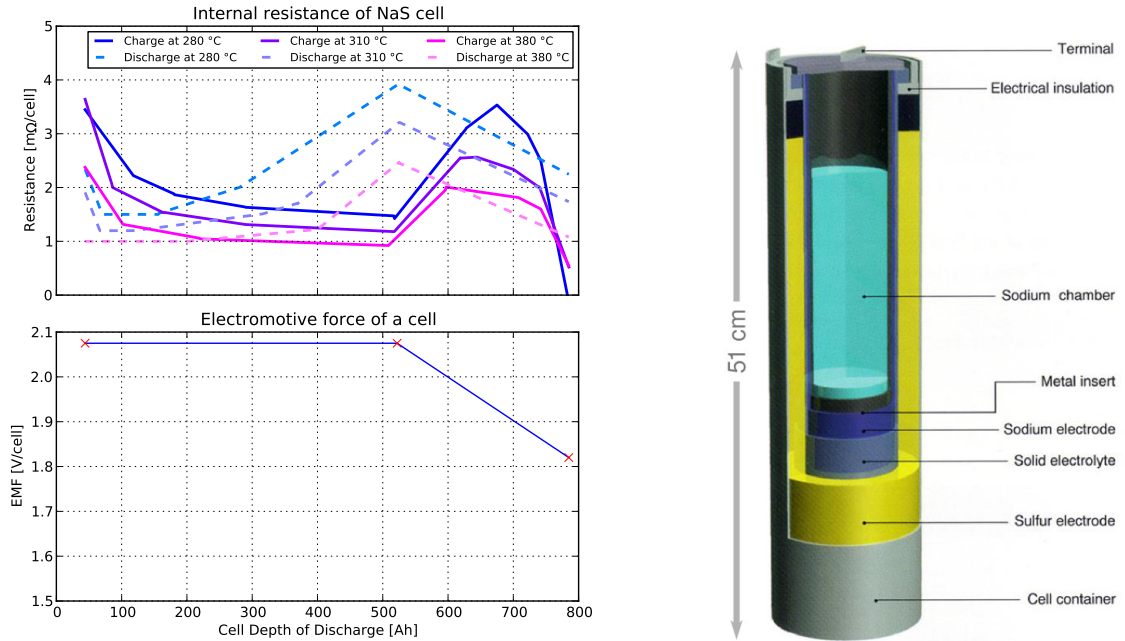 Internal resistance of NaS cell
5
4
3
2
1
0
Resistance [mΩ/cell]
Charge at 280 °C
Discharge at 280 °C
Charge at 310 °C
Discharge at 310 °C
Charge at 380 °C
Discharge at 380 °C
Electromotive force of a cell
2.1
2.0
1.9
1.8
1.7
1.6
1.5
EMF [V/cell]
0 100 200 300 400 500 600 700 800
Cell Depth of Discharge [Ah]
51 cm
Terminal
Electrical insulation
Sodium chamber
Metal insert
Sodium electrode
Solid electrolyte
Sulfur electrode
Cell container